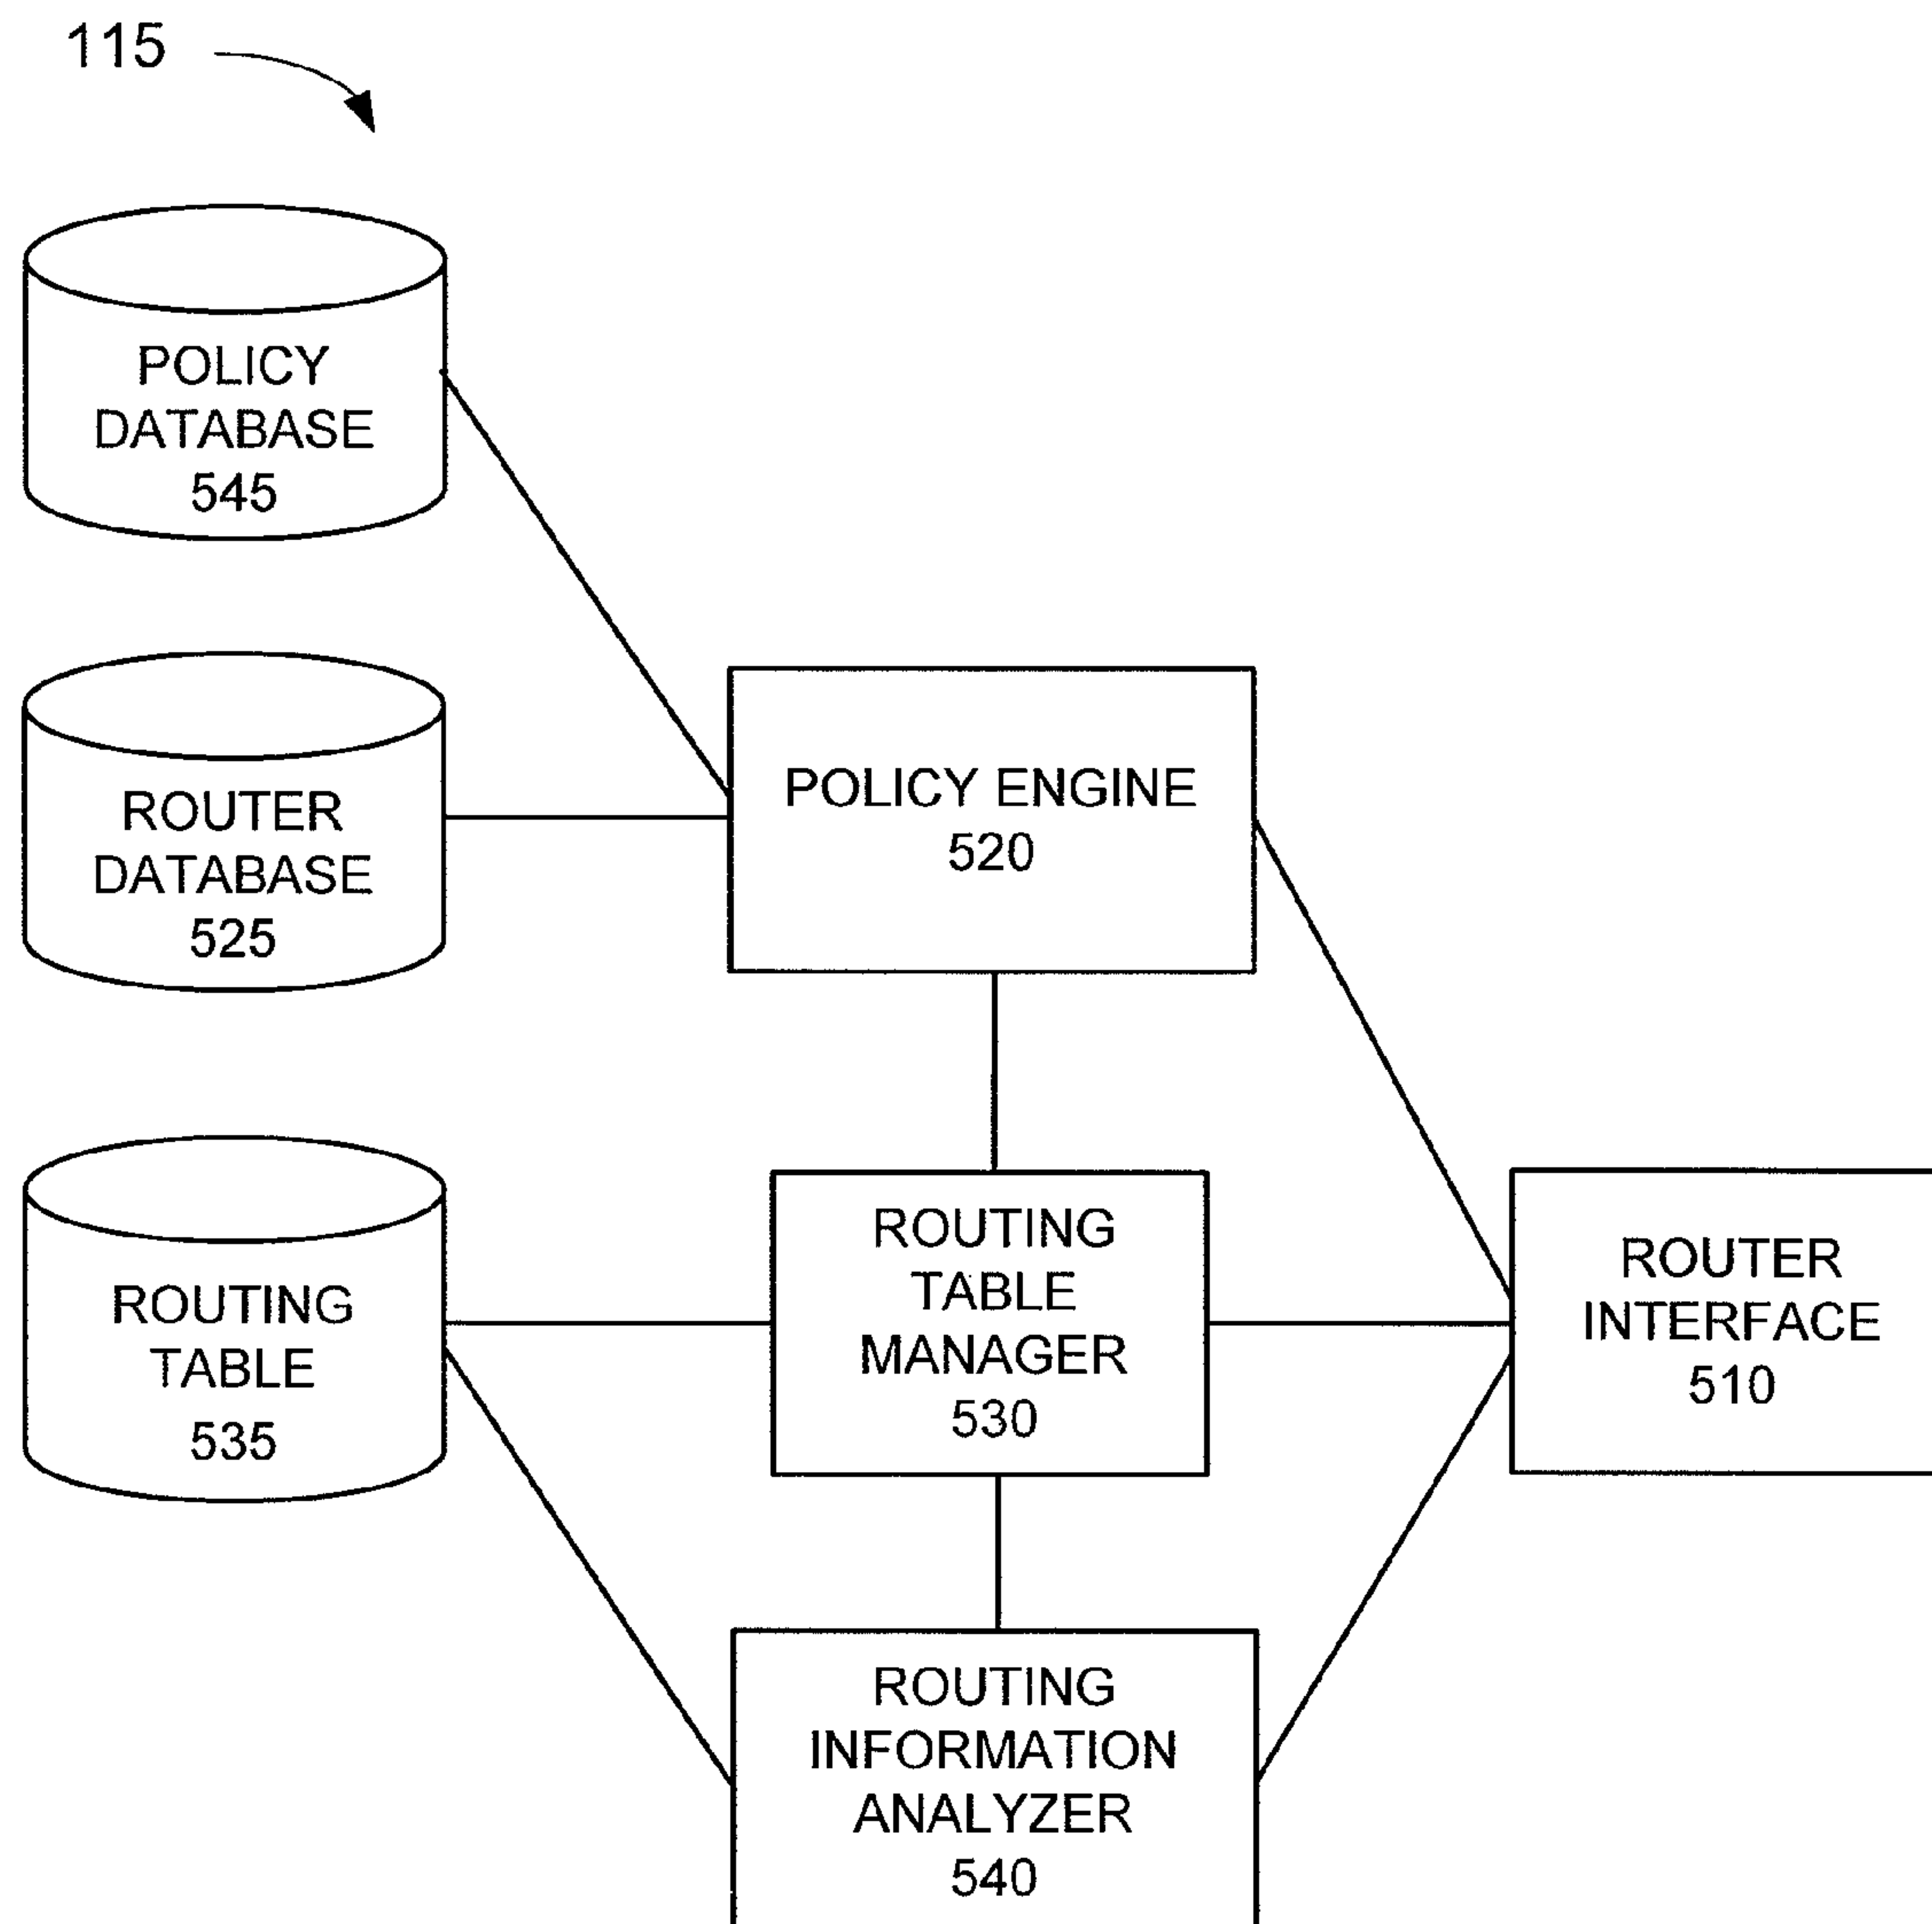 115
POLICY
DATABASE
545
ROUTER
DATABASE
525
POLICY ENGINE
520
ROUTING
TABLE
535
ROUTING
TABLE
MANAGER
530
ROUTER
INTERFACE
510
ROUTING
INFORMATION
ANALYZER
540